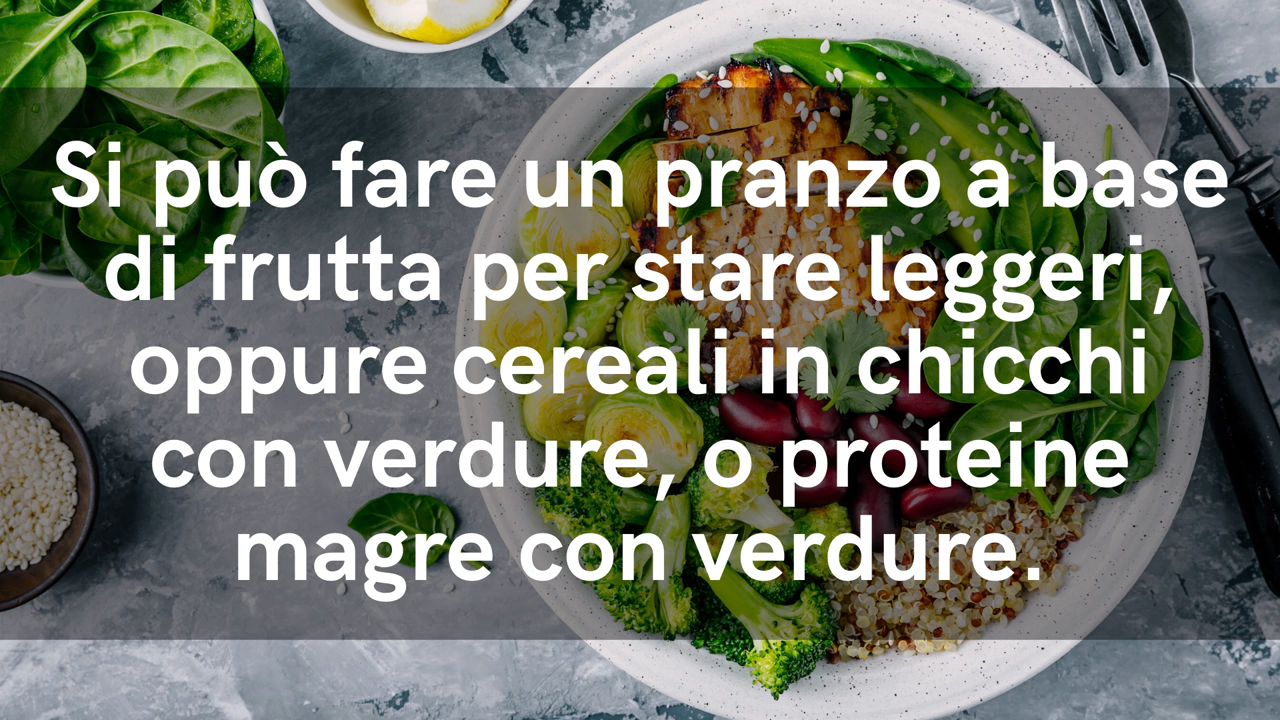 Si può fare un pranzo a base
di frutta per stare leggeri,
oppure cereali in chicchi
con verdure, o proteine
magre con verdure.